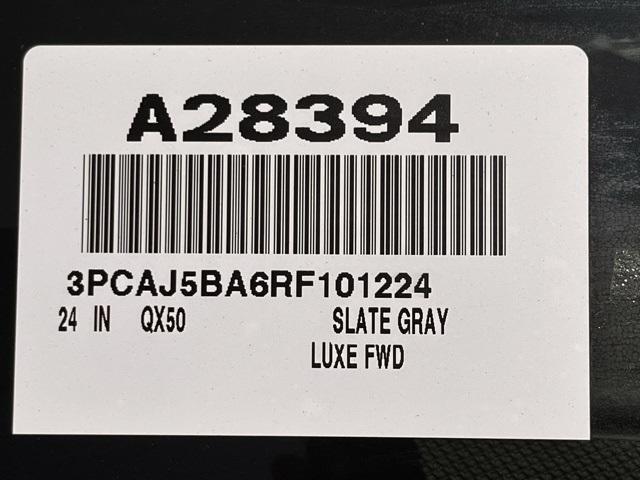 A28394
3PCAJ5BA6RF101224
24 IN QX50 SLATE GRAY
LUXE FWD